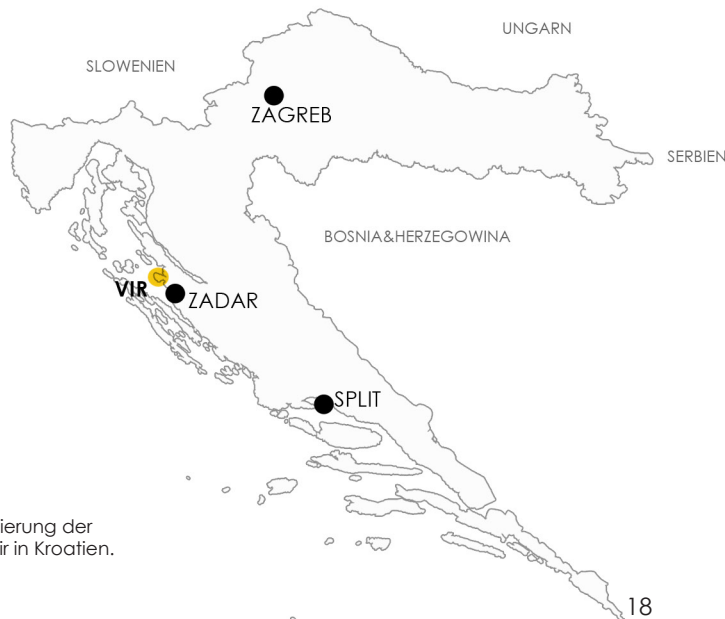 UNGARN
SLOWENIEN
ZAGREB
SERBIEN
BOSNIA&HERZEGOWINA
VIR
ZADAR
SPLIT
ierung der
ir in Kroatien.
18